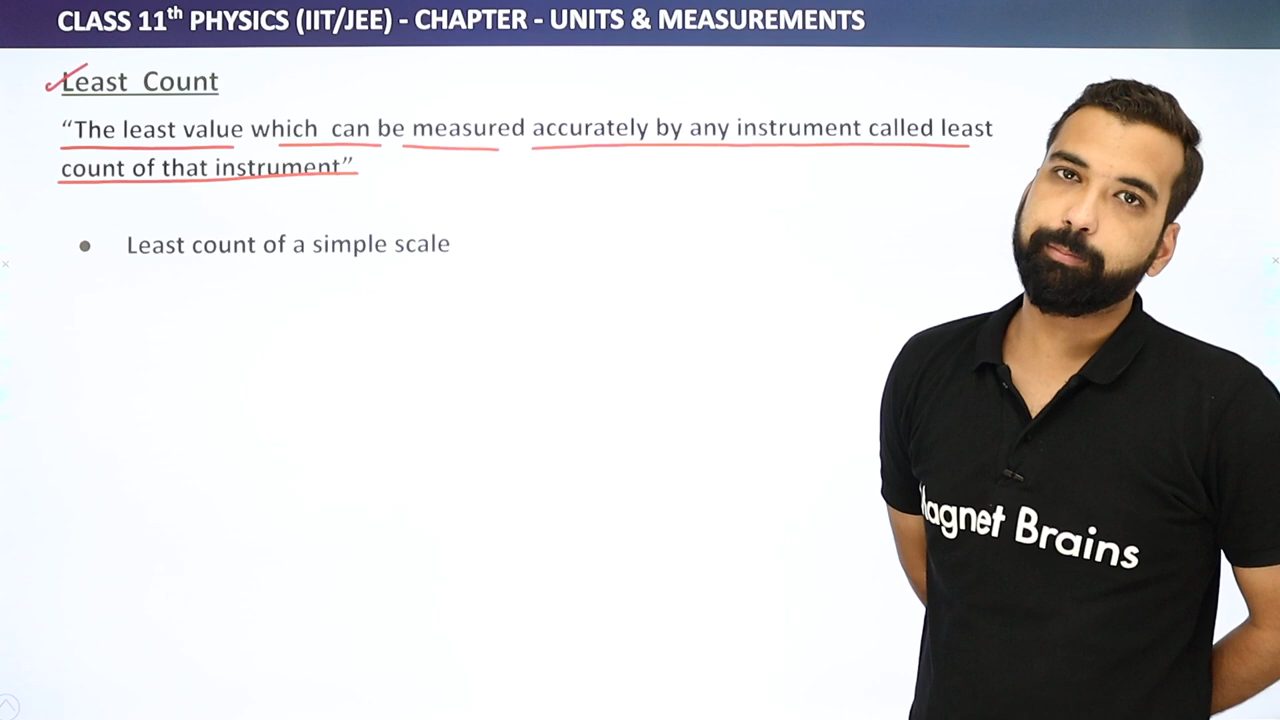 CLASS 11th PHYSICS (IIT/JEE) - CHAPTER - UNITS & MEASUREMENTS
Least Count
“The least value which can be measured accurately by any instrument called least
count of that instrument”
● Least count of a simple scale
Magnet Brains